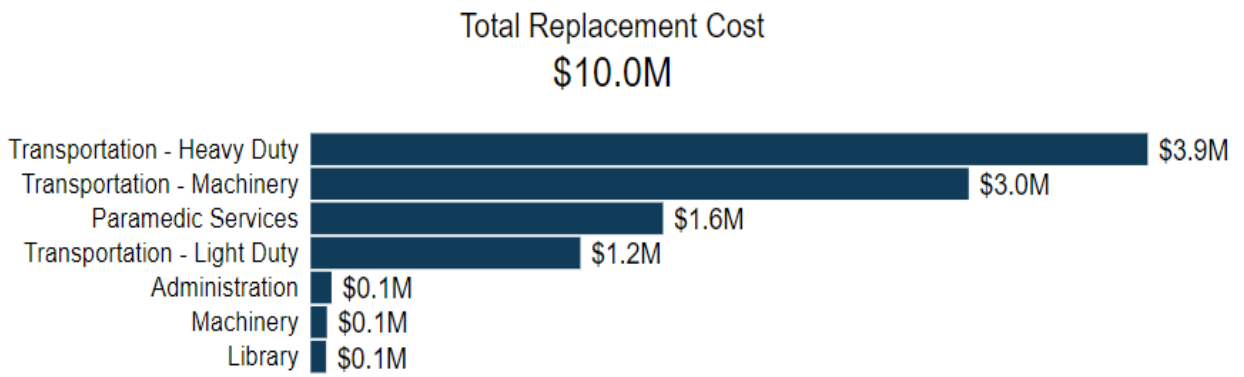 Total Replacement Cost
$10.0M
Transportation - Heavy Duty $3.9M
Transportation - Machinery $3.0M
Paramedic Services $1.6M
Transportation - Light Duty $1.2M
Administration $0.1M
Machinery $0.1M
Library $0.1M